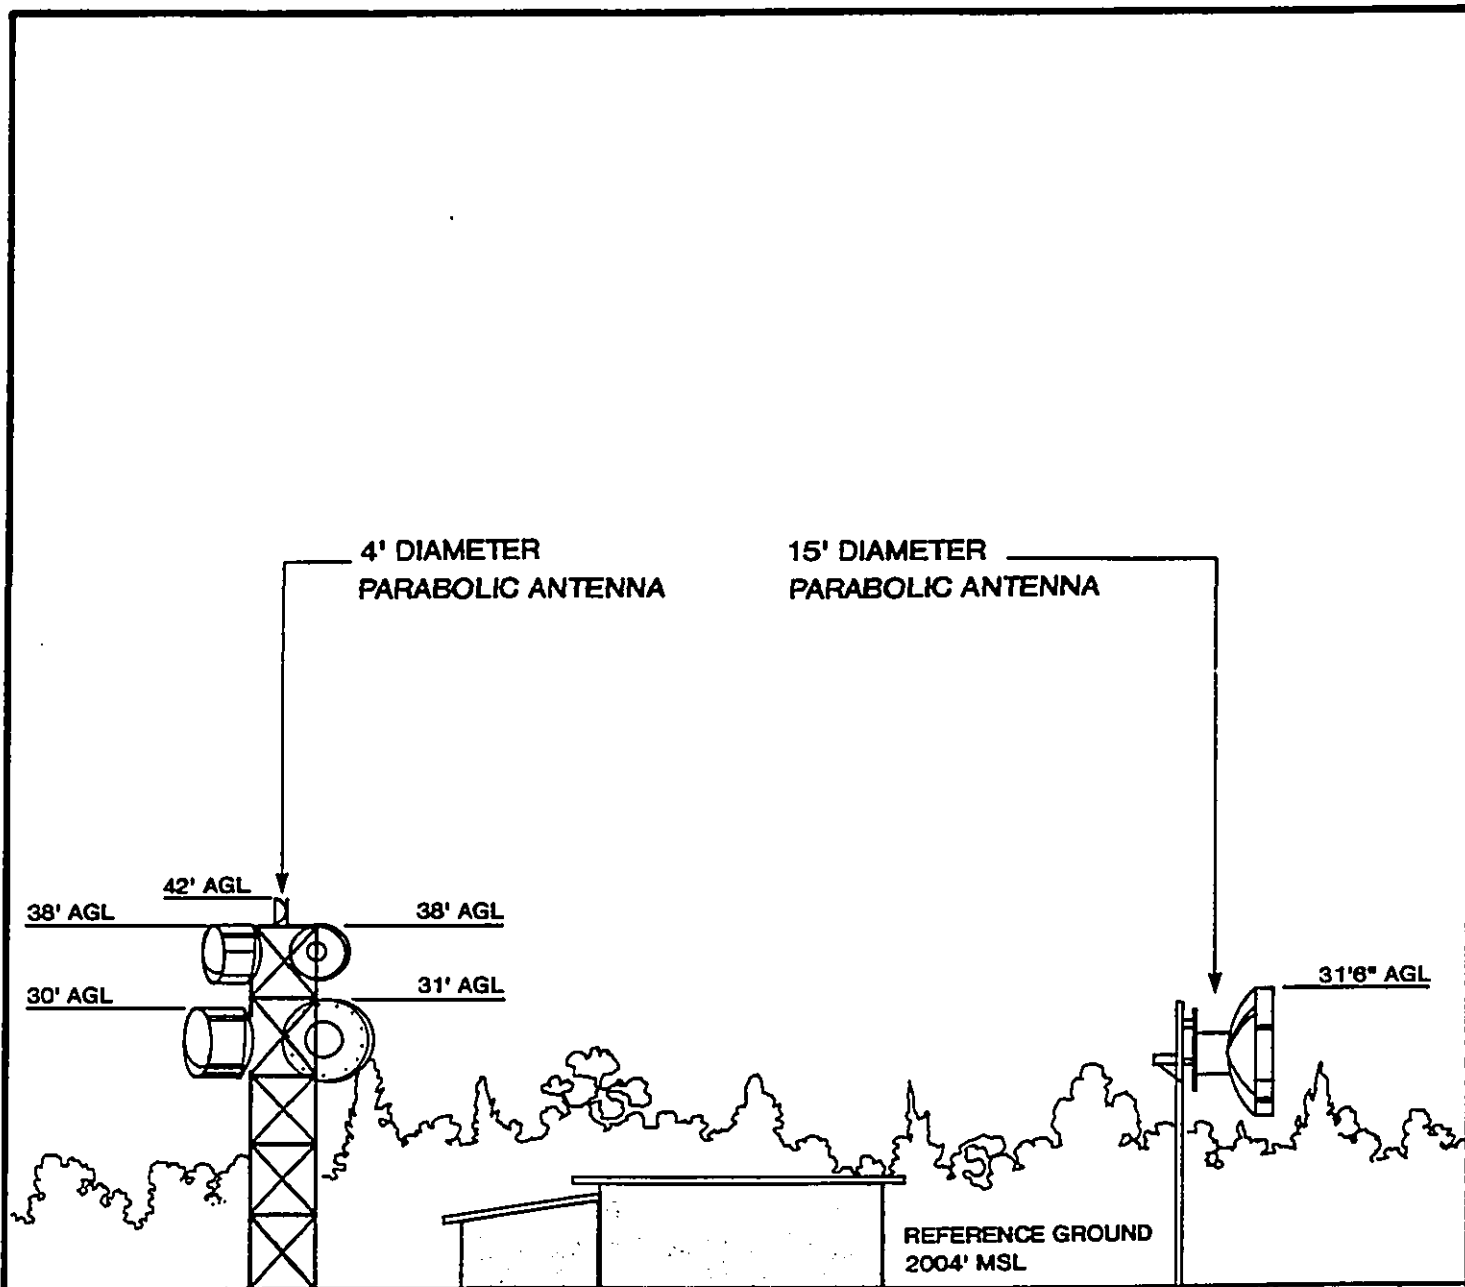 4' DIAMETER
PARABOLIC ANTENNA
15' DIAMETER
PARABOLIC ANTENNA
42' AGL
38' AGL
38' AGL
30' AGL
31' AGL
31'6" AGL
REFERENCE GROUND
2004' MSL